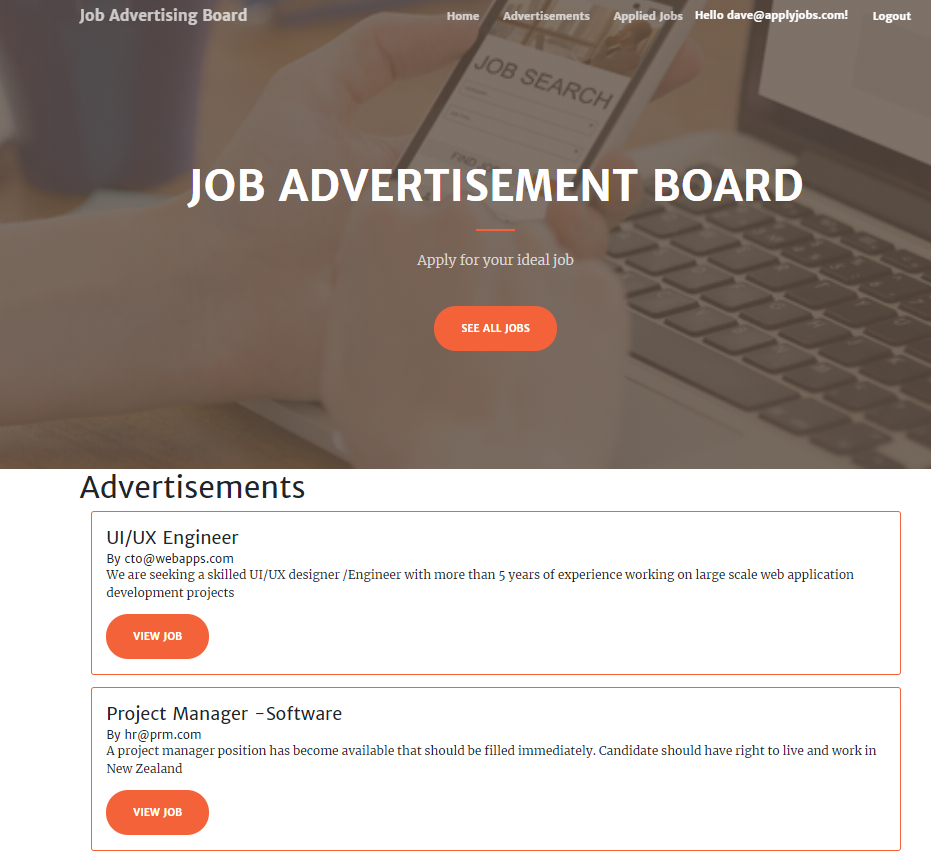 Job Advertising Board
Home Advertisements Applied Jobs Hello dave@applyjobs.com! Logout
JOB SEARCH
JOB ADVERTISEMENT BOARD
Apply for your ideal job
SEE ALL JOBS
Advertisements
UI/UX Engineer
By cto@webapps.com
We are seeking a skilled UI/UX designer /Engineer with more than 5 years of experience working on large scale web application
development projects
VIEW JOB
Project Manager -Software
By hr@prm.com
A project manager position has become available that should be filled immediately. Candidate should have right to live and work in
New Zealand
VIEW JOB